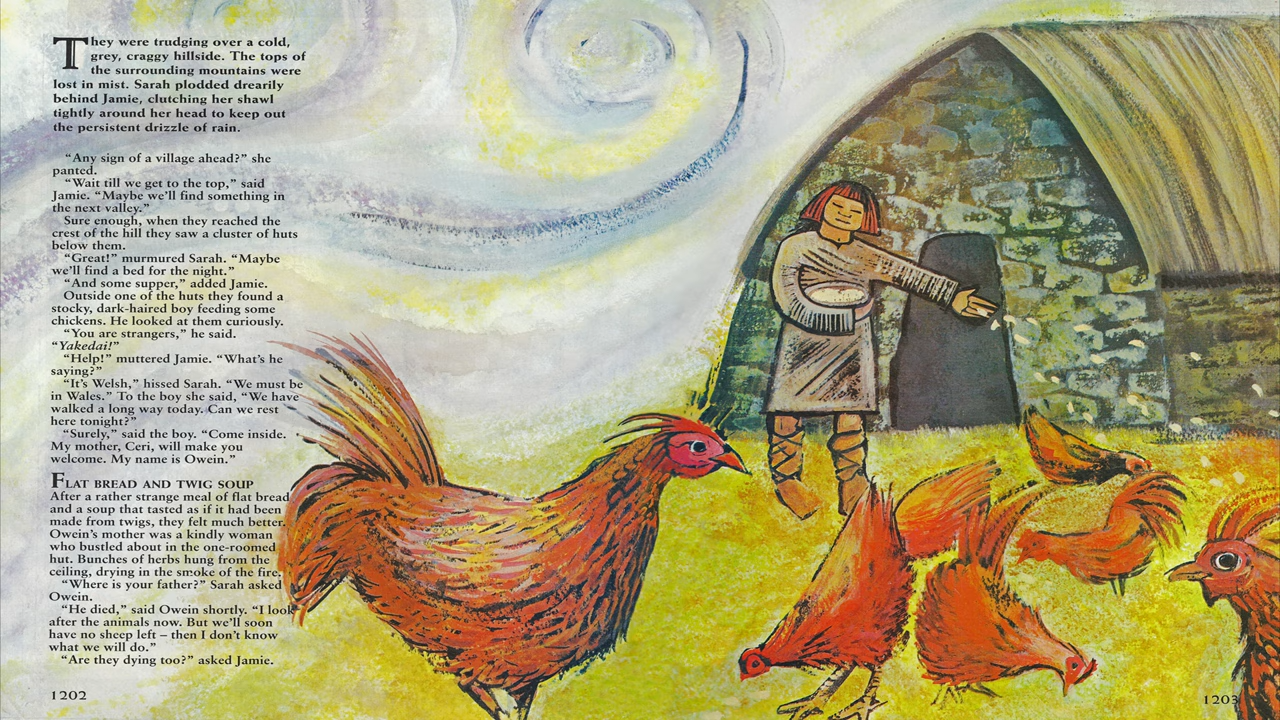 They were trudging over a cold,
grey, craggy hillside. The tops of
the surrounding mountains were
lost in mist. Sarah plodded drearily
behind Jamie, clutching her shawl
tightly around her head to keep out
the persistent drizzle of rain.
“Any sign of a village ahead?” she
panted.
“Wait till we get to the top,” said
Jamie. “Maybe we’ll find something in
the next valley.”
Sure enough, when they reached the
crest of the hill they saw a cluster of huts
below them.
“Great!” murmured Sarah. “Maybe
we’ll find a bed for the night.”
“And some supper,” added Jamie.
Outside one of the huts they found a
stocky, dark-haired boy feeding some
chickens. He looked at them curiously.
“You are strangers,” he said.
“Yakedai!”
“Help!” muttered Jamie. “What’s he
saying?”
“It’s Welsh,” hissed Sarah. “We must be
in Wales.” To the boy she said, “We have
walked a long way today. Can we rest
here tonight?”
“Surely,” said the boy. “Come inside.
My mother, Ceri, will make you
welcome. My name is Owein.”
FLAT BREAD AND TWIG SOUP
After a rather strange meal of flat bread
and a soup that tasted as if it had been
made from twigs, they felt much better.
Owein’s mother was a kindly woman
who bustled about in the one-roomed
hut. Bunches of herbs hung from the
ceiling, drying in the smoke of the fire.
“Where is your father?” Sarah asked
Owein.
“He died,” said Owein shortly. “I look
after the animals now. But we’ll soon
have no sheep left – then I don’t know
what we will do.”
“Are they dying too?” asked Jamie.
1202
1203